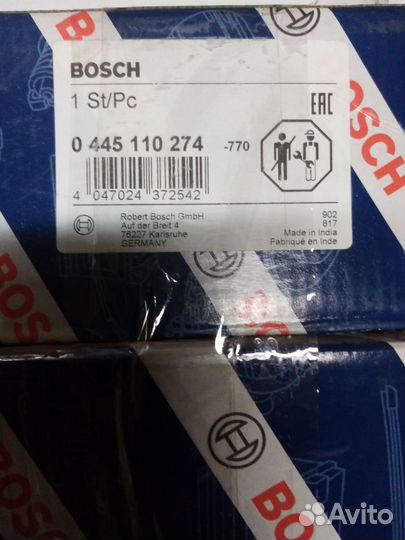 BOSCH
1 St/Pc
EAC
0 445 110 274 -770
4 047024 372542
Robert Bosch GmbH
Auf der Breit 4
76227 Karlsruhe
GERMANY
902
817
Made in India
Fabriqué en Inde
BOSCH
BOSCH
BOSCH
BOSCH
Avito